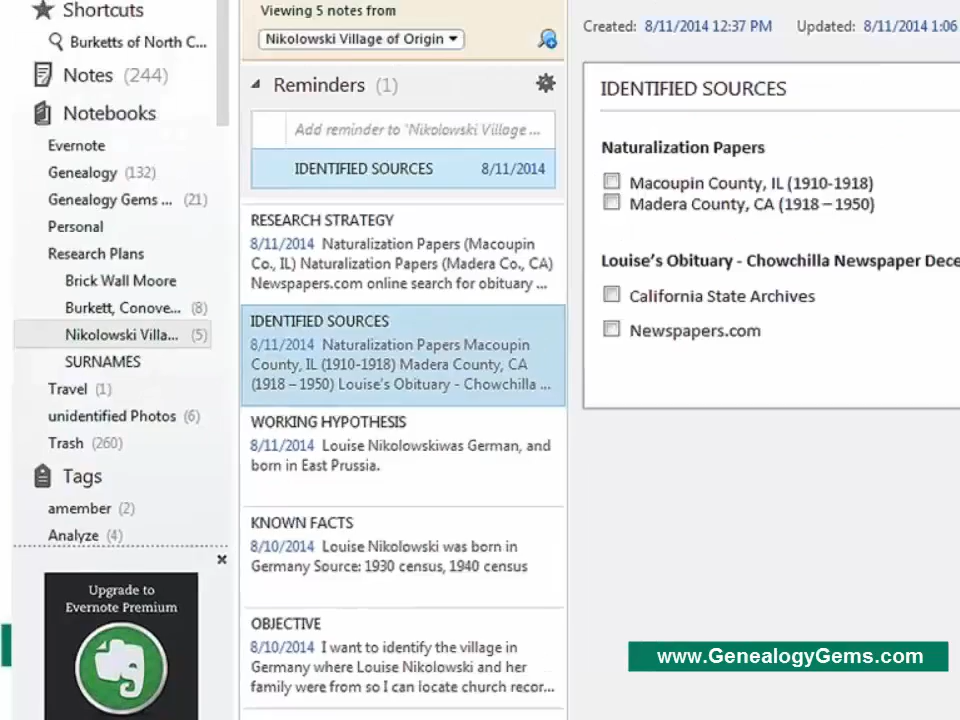 Shortcuts
Burketts of North C...
Notes (244)
Notebooks
Evernote
Genealogy (132)
Genealogy Gems ... (21)
Personal
Research Plans
Brick Wall Moore
Burkett, Conove... (8)
Nikolowski Villa... (5)
SURNAMES
Travel (1)
unidentified Photos (6)
Trash (260)
Tags
amember (2)
Analyze (4)
x
Upgrade to
Evernote Premium
Viewing 5 notes from
Nikolowski Village of Origin
Reminders (1)
Add reminder to 'Nikolowski Village ...
IDENTIFIED SOURCES 8/11/2014
RESEARCH STRATEGY
8/11/2014 Naturalization Papers (Macoupin
Co., IL) Naturalization Papers (Madera Co., CA)
Newspapers.com online search for obituary ...
IDENTIFIED SOURCES
8/11/2014 Naturalization Papers Macoupin
County, IL (1910-1918) Madera County, CA
(1918 – 1950) Louise's Obituary - Chowchilla ...
WORKING HYPOTHESIS
8/11/2014 Louise Nikolowskiwas German, and
born in East Prussia.
KNOWN FACTS
8/10/2014 Louise Nikolowski was born in
Germany Source: 1930 census, 1940 census
OBJECTIVE
8/10/2014 I want to identify the village in
Germany where Louise Nikolowski and her
family were from so I can locate church recor...
Created: 8/11/2014 12:37 PM Updated: 8/11/2014 1:06
IDENTIFIED SOURCES
Naturalization Papers
Macoupin County, IL (1910-1918)
Madera County, CA (1918 – 1950)
Louise's Obituary - Chowchilla Newspaper Dece
California State Archives
Newspapers.com
www.GenealogyGems.com